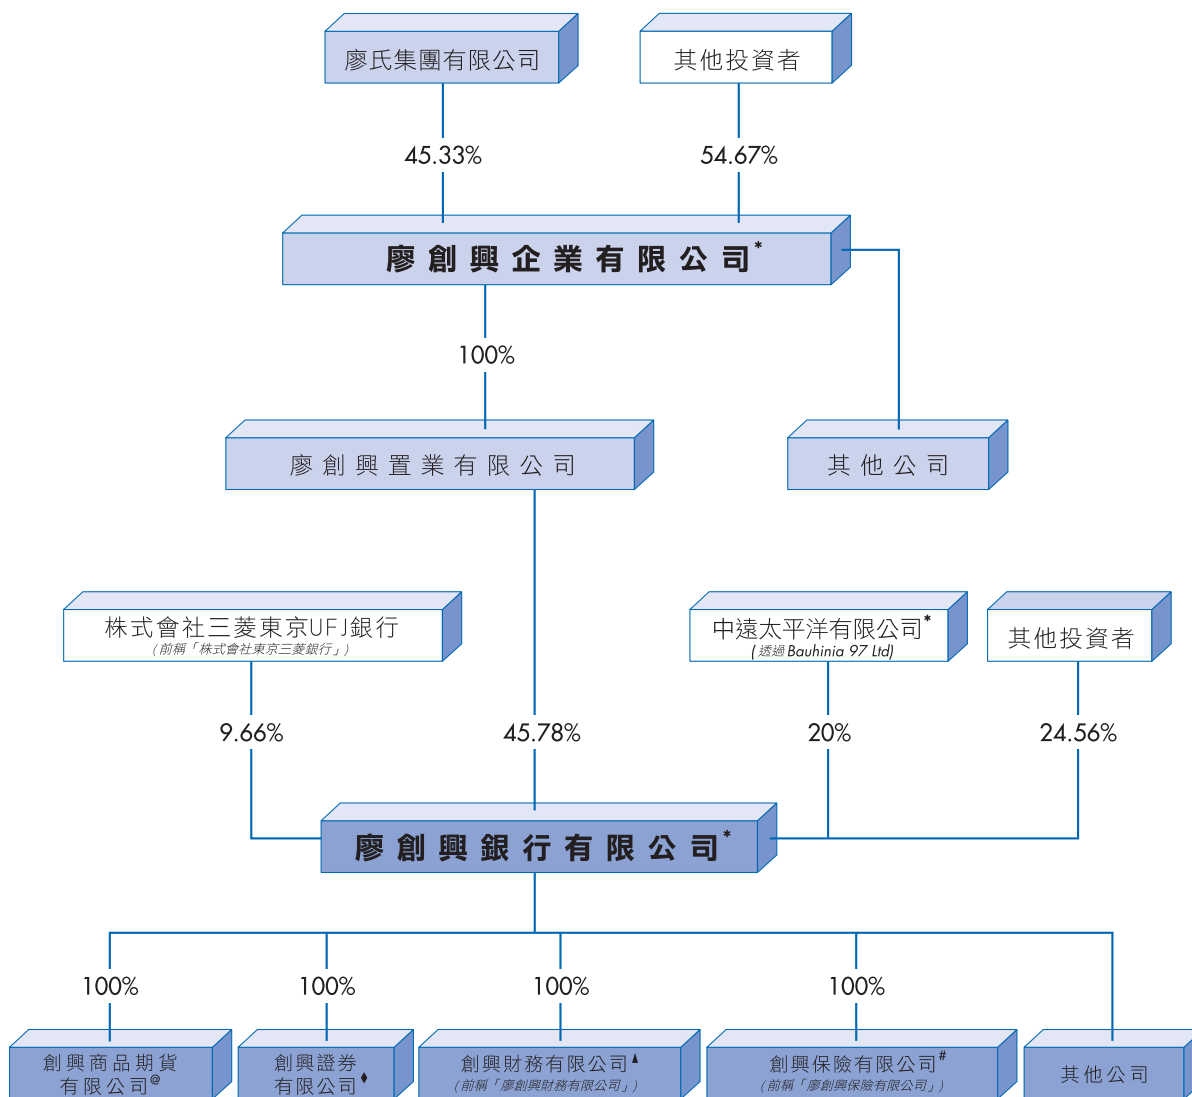 廖氏集團有限公司
其他投資者
45.33%
54.67%
廖創興企業有限公司*
100%
廖創興置業有限公司
其他公司
株式會社三菱東京UFJ銀行
(前稱「株式會社東京三菱銀行」)
中遠太平洋有限公司*
(透過Bauhinia 97 Ltd)
其他投資者
9.66%
45.78%
20%
24.56%
廖創興銀行有限公司*
100%
100%
100%
100%
創興商品期貨
有限公司@
創興證券
有限公司♦
創興財務有限公司▲
(前稱「廖創興財務有限公司」)
創興保險有限公司#
(前稱「廖創興保險有限公司」)
其他公司